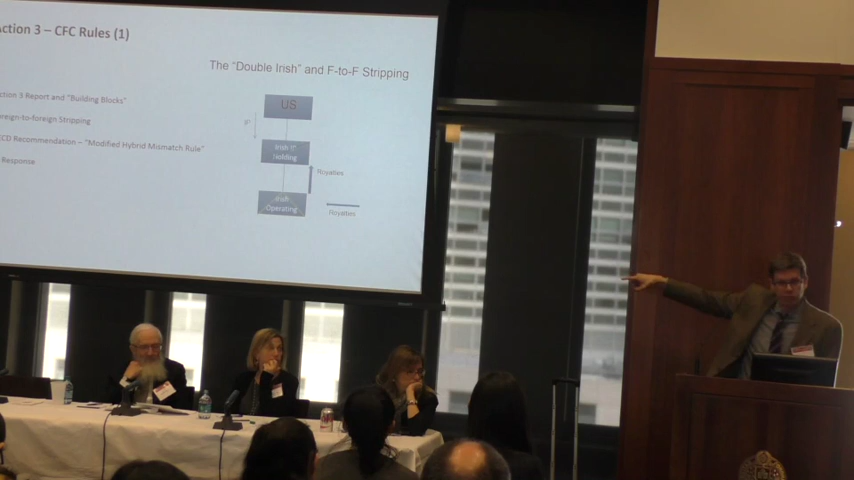 ction 3 – CFC Rules (1)
The "Double Irish" and F-to-F Stripping
ction 3 Report and "Building Blocks"
oreign-to-foreign Stripping
ECD Recommendation – "Modified Hybrid Mismatch Rule"
Response
US
IP
Irish
Holding
Royalties
Irish
Operating
Royalties